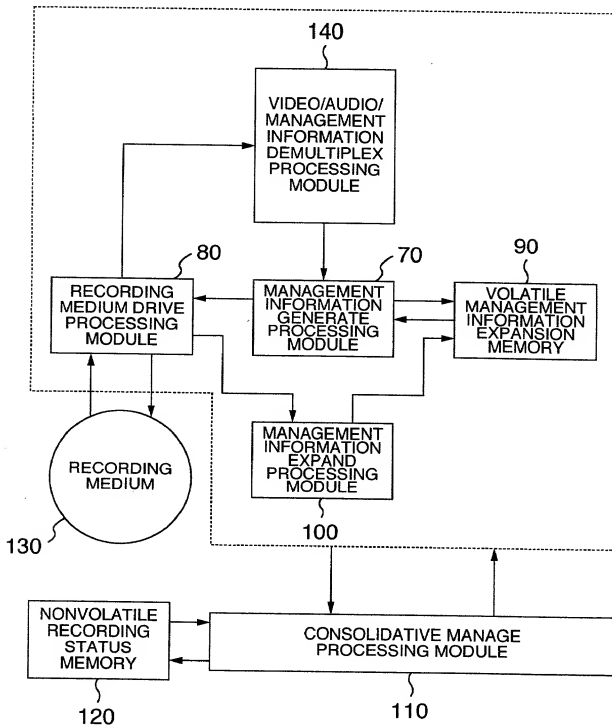 140
VIDEO/AUDIO/
MANAGEMENT
INFORMATION
DEMULTIPLEX
PROCESSING
MODULE
80
RECORDING
MEDIUM DRIVE
PROCESSING
MODULE
70
MANAGEMENT
INFORMATION
GENERATE
PROCESSING
MODULE
90
VOLATILE
MANAGEMENT
INFORMATION
EXPANSION
MEMORY
RECORDING
MEDIUM
130
MANAGEMENT
INFORMATION
EXPAND
PROCESSING
MODULE
100
NONVOLATILE
RECORDING
STATUS
MEMORY
120
CONSOLIDATIVE MANAGE
PROCESSING MODULE
110